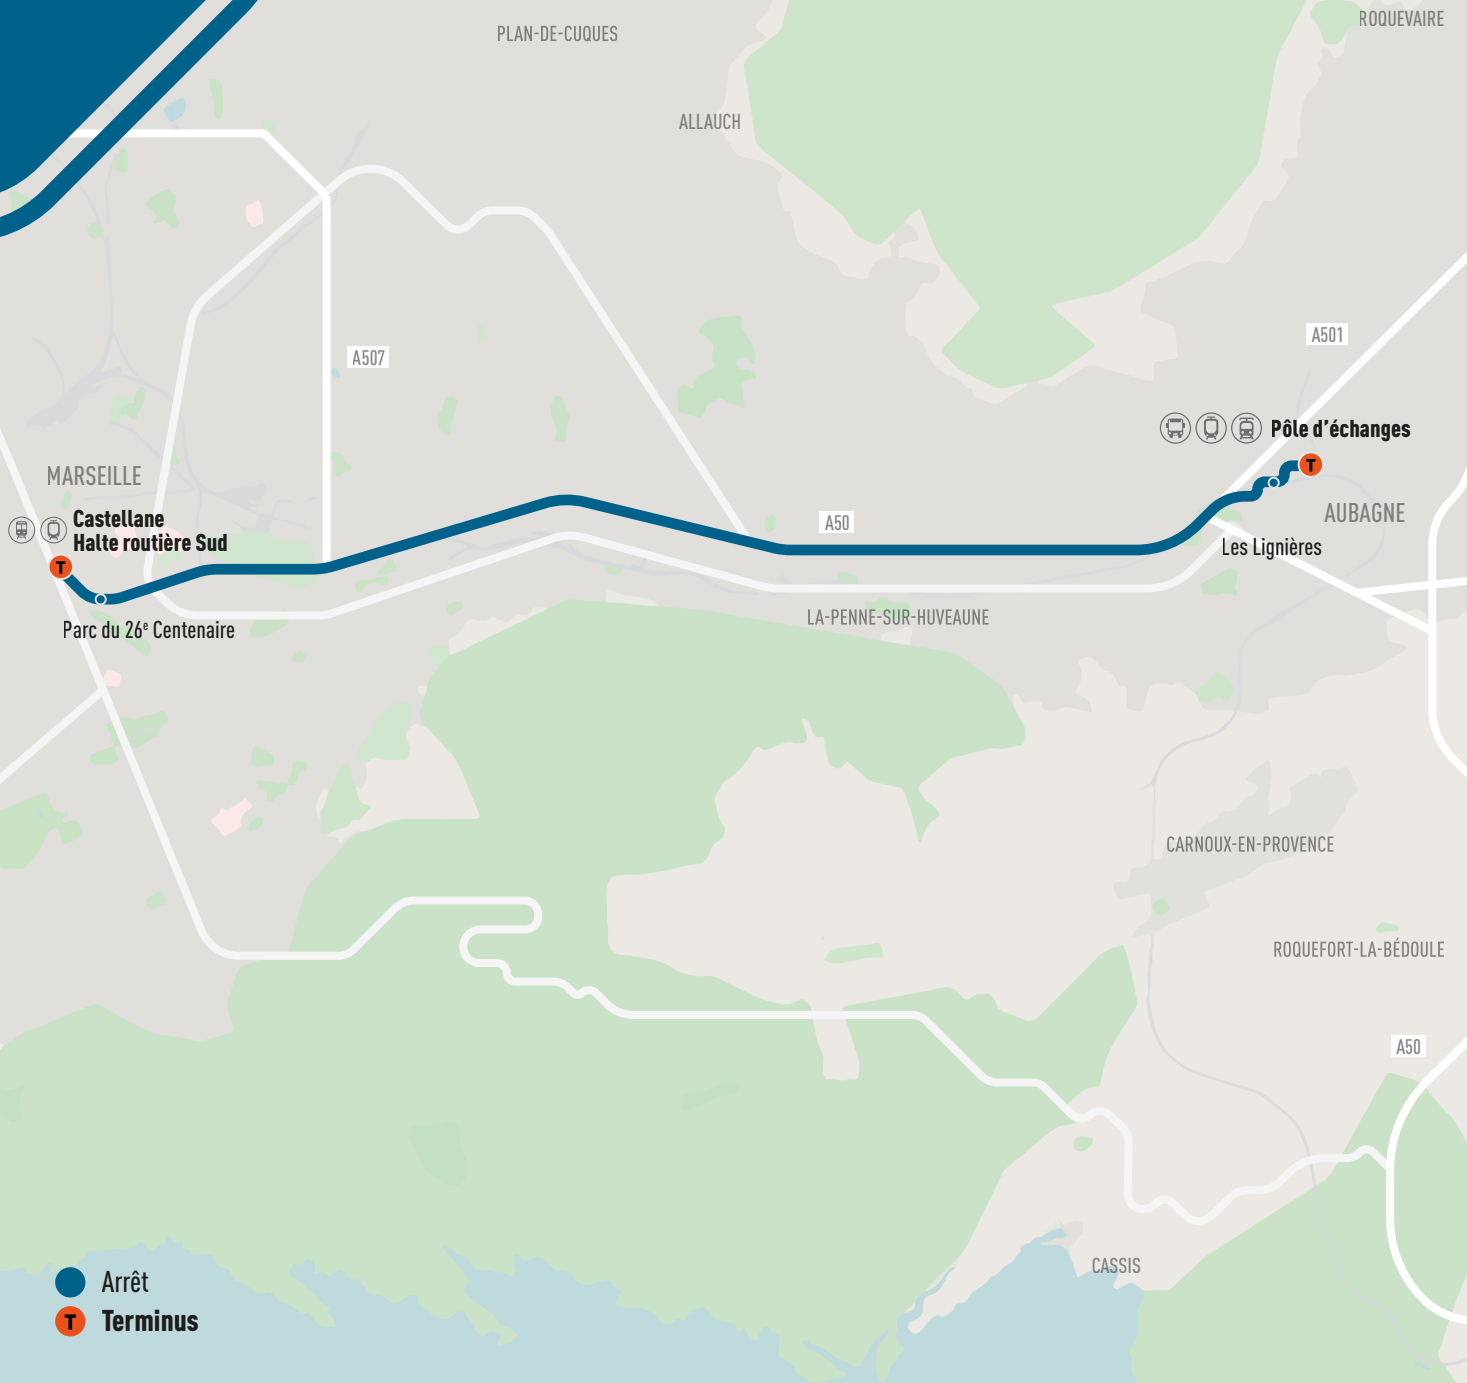 PLAN-DE-CUQUES
ROQUEVAIRE
ALLAUCH
A501
A507
Pôle d'échanges
T
MARSEILLE
AUBAGNE
Castellane
Halte routière Sud
A50
Les Lignières
T
LA-PENNE-SUR-HUVEAUNE
Parc du 26e Centenaire
CARNOUX-EN-PROVENCE
ROQUEFORT-LA-BÉDOULE
A50
CASSIS
Arrêt
T Terminus